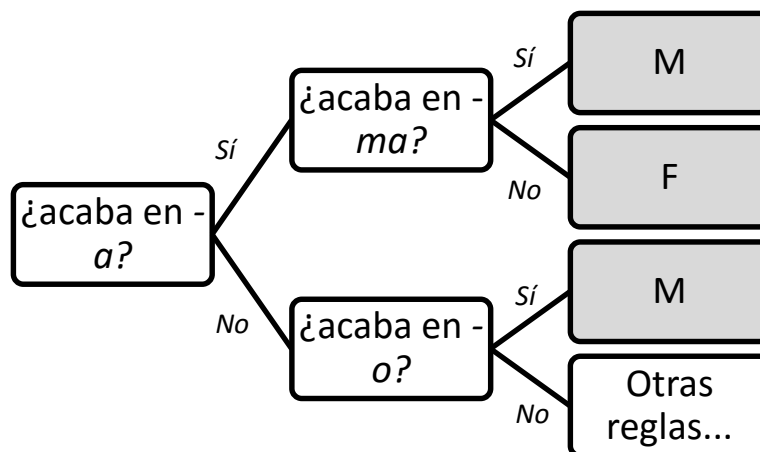 ¿acaba en -
a?
Sí
No
¿acaba en -
ma?
Sí
No
M
F
¿acaba en -
o?
Sí
No
M
Otras
reglas...